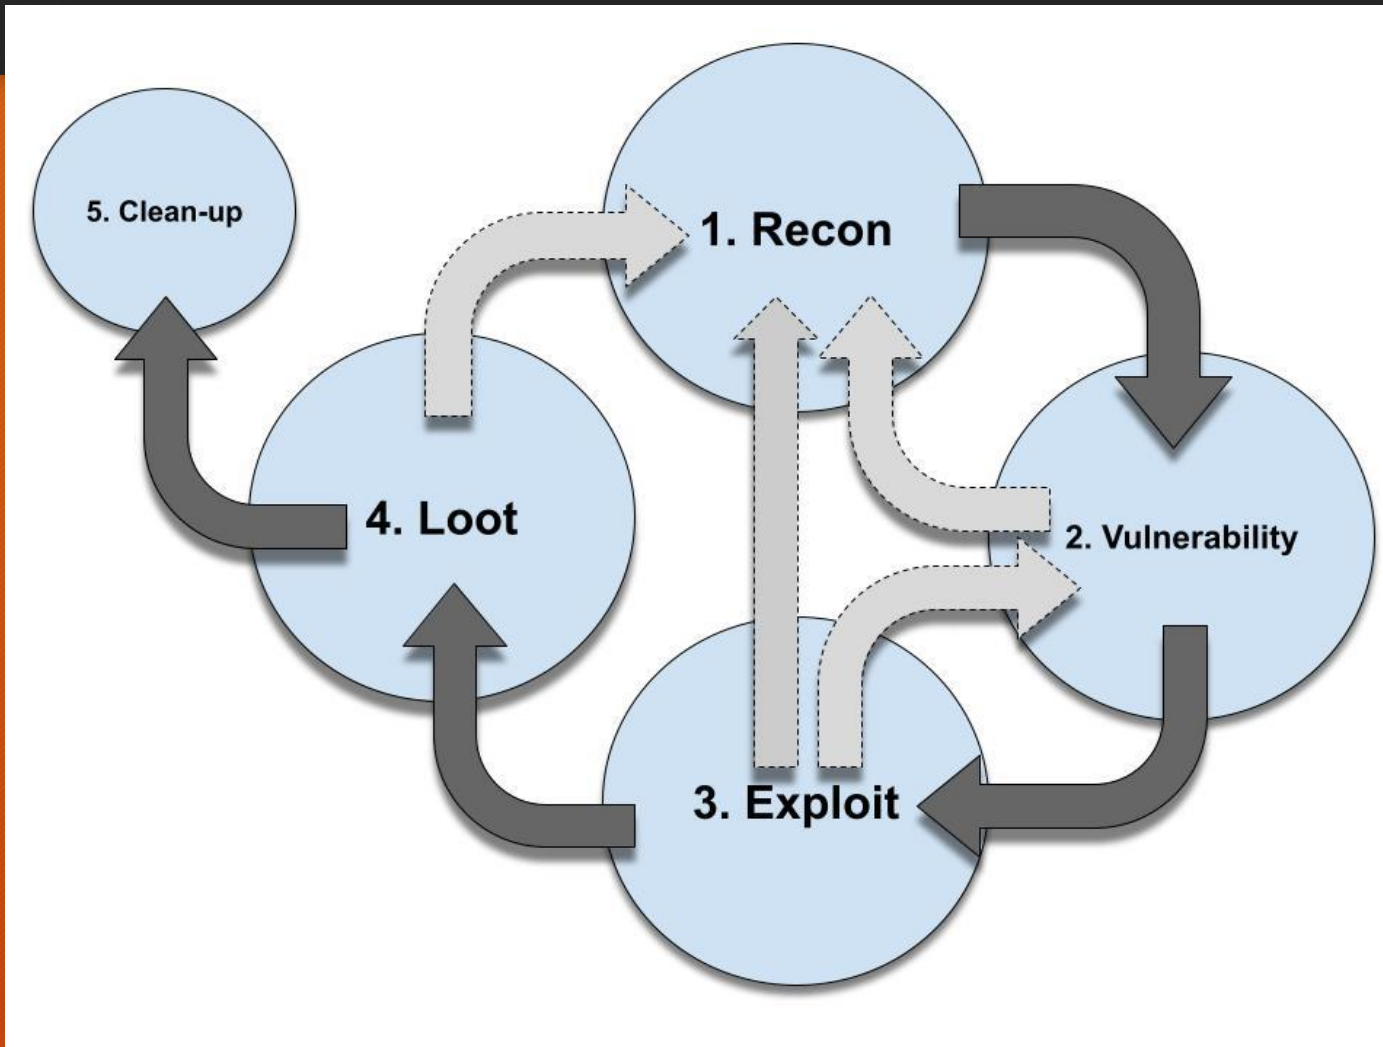 1. Recon
2. Vulnerability
3. Exploit
4. Loot
5. Clean-up